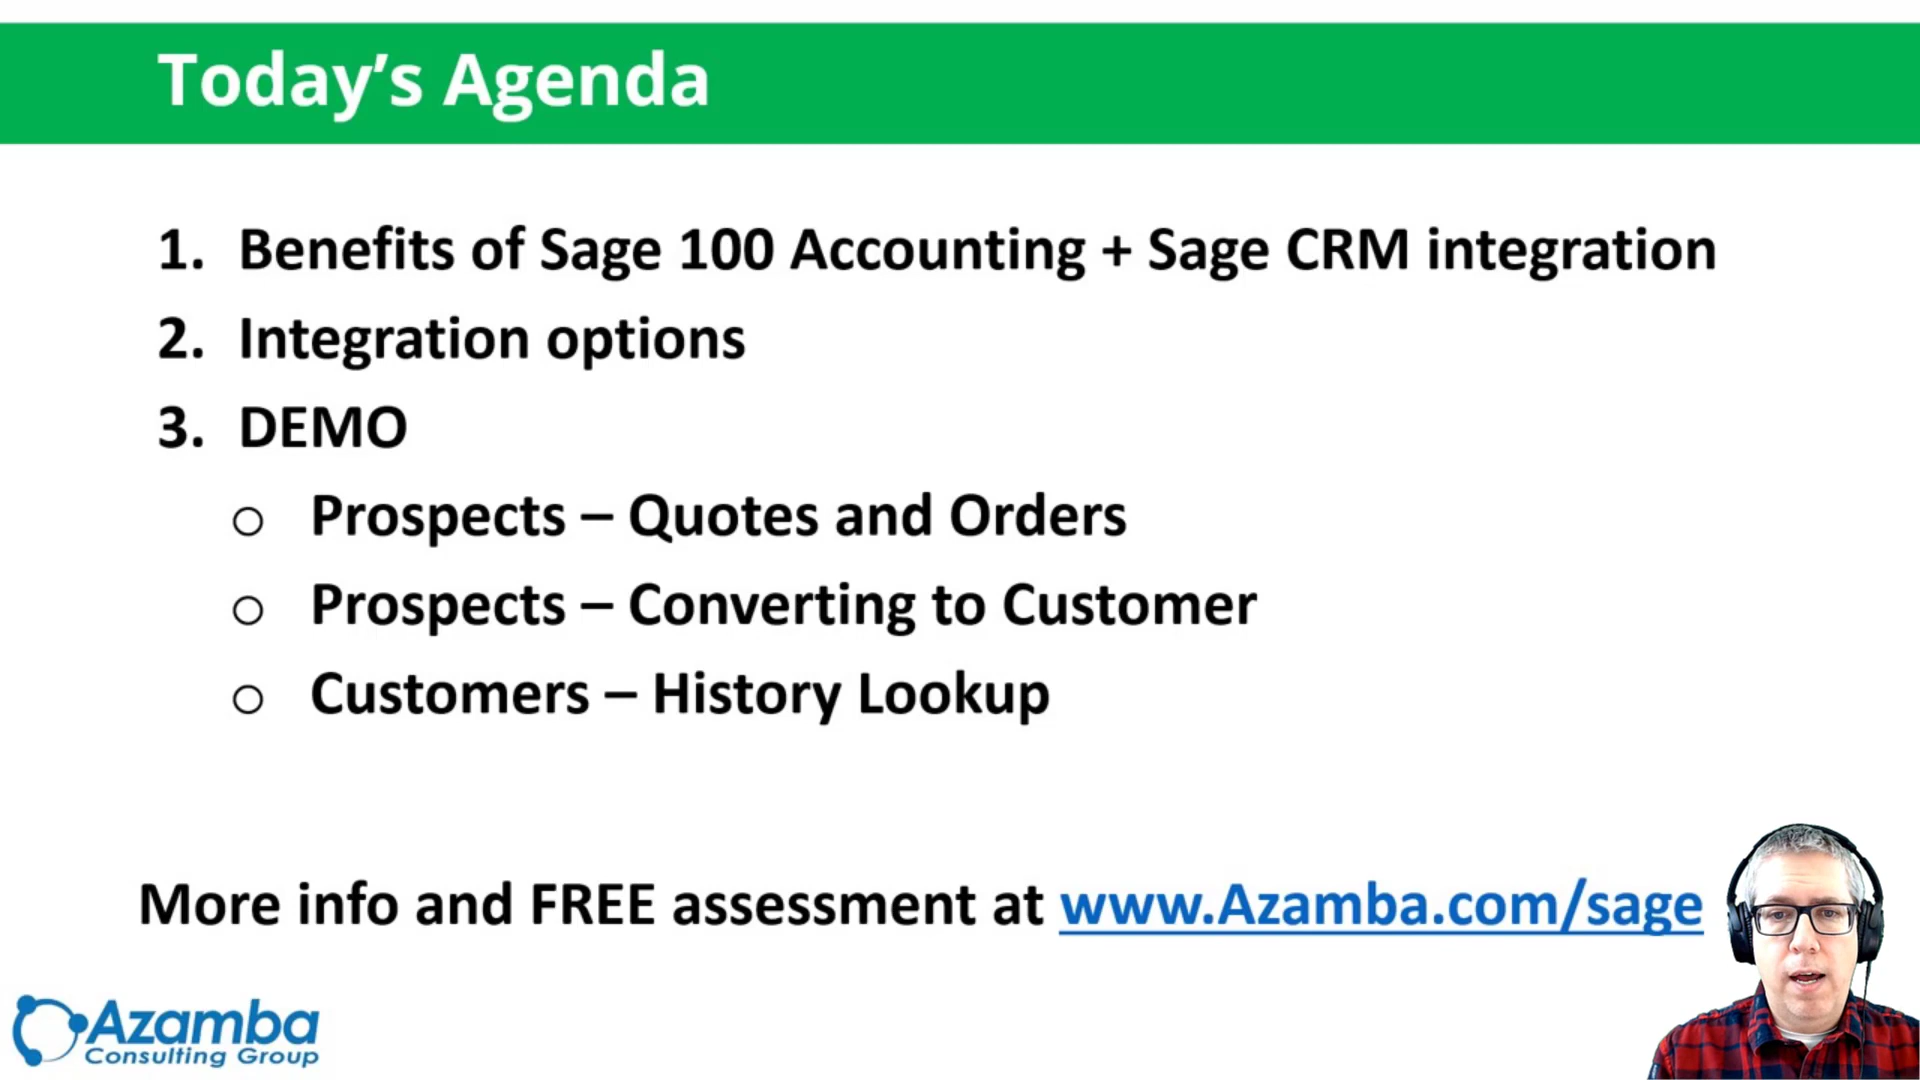 Today’s Agenda
1. Benefits of Sage 100 Accounting + Sage CRM integration
2. Integration options
3. DEMO
o Prospects – Quotes and Orders
o Prospects – Converting to Customer
o Customers – History Lookup
More info and FREE assessment at www.Azamba.com/sage
Azamba
Consulting Group